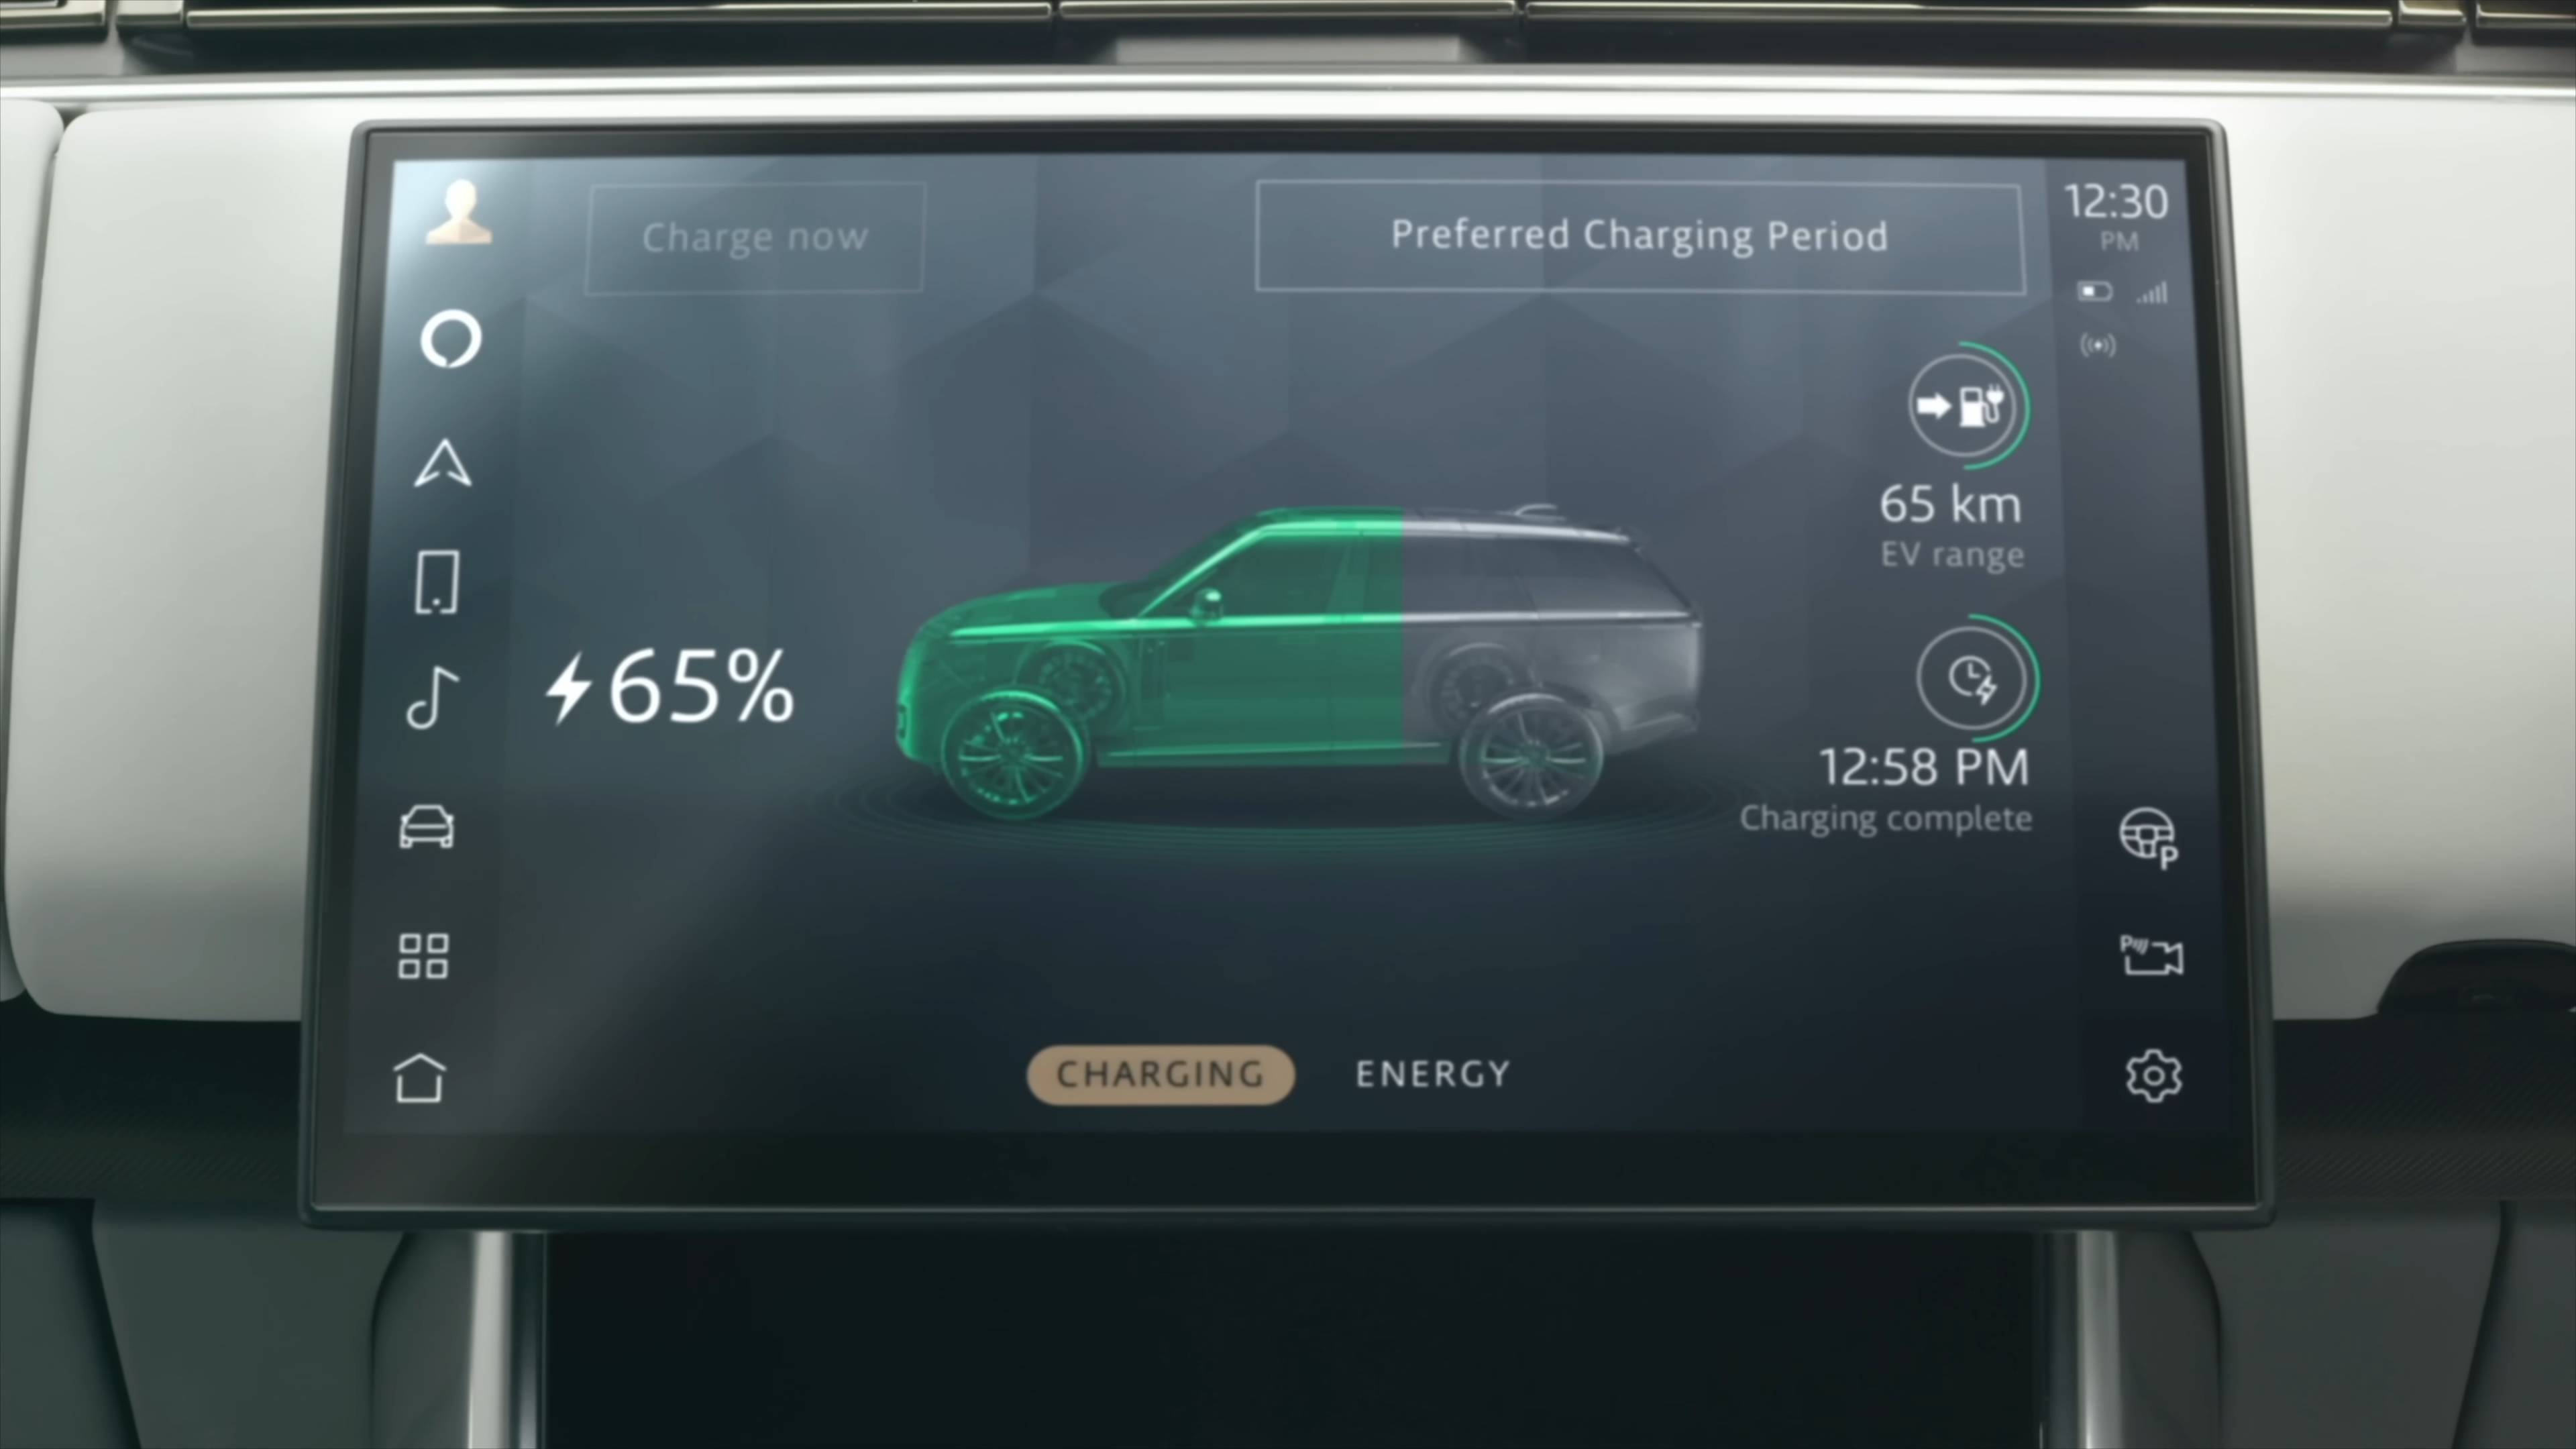 Charge now
Preferred Charging Period
12:30
PM
65 km
EV range
65%
12:58 PM
Charging complete
P
P
CHARGING
ENERGY